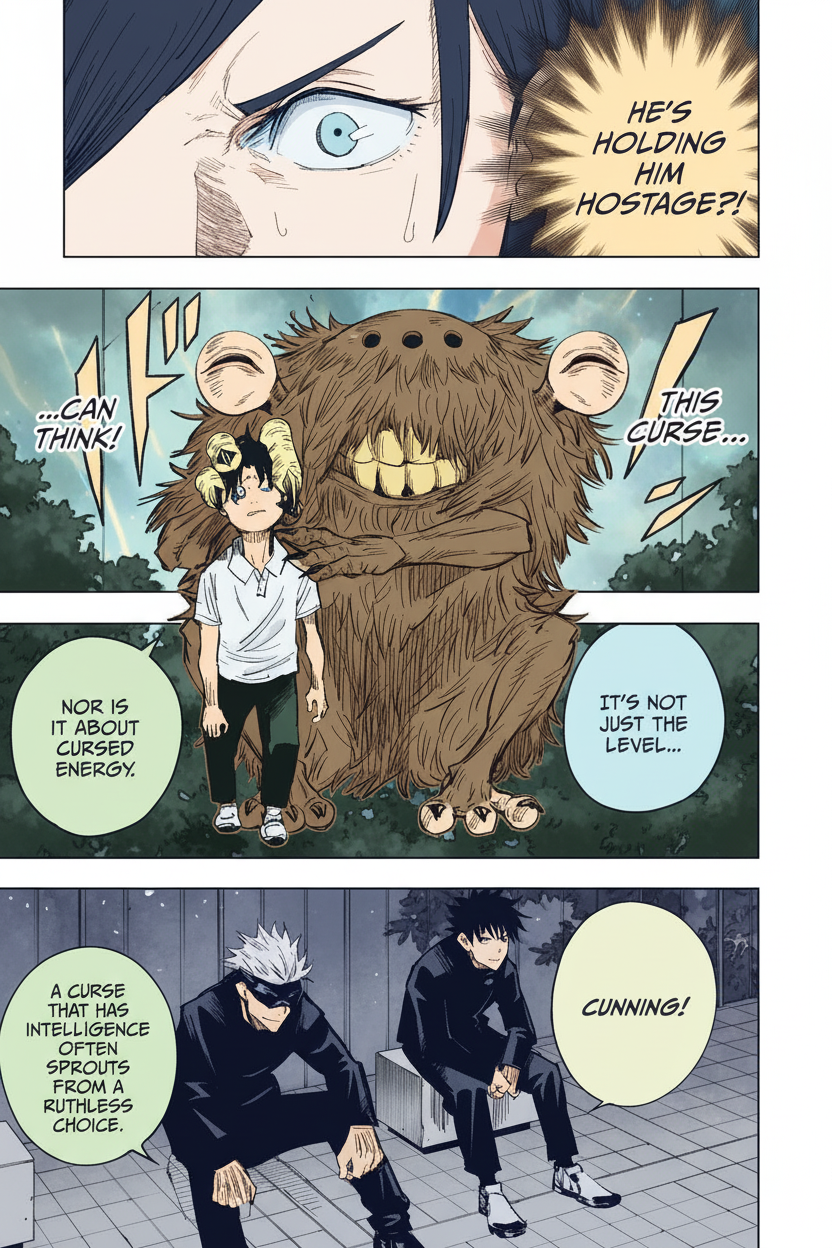 HE'S
HOLDING
HIM
HOSTAGE?!
THIS
CURSE...
...CAN
THINK!
IT'S NOT
JUST THE
LEVEL...
NOR IS
IT ABOUT
CURSED
ENERGY.
CUNNING!
A CURSE
THAT HAS
INTELLIGENCE
OFTEN
SPROUTS
FROM A
RUTHLESS
CHOICE.